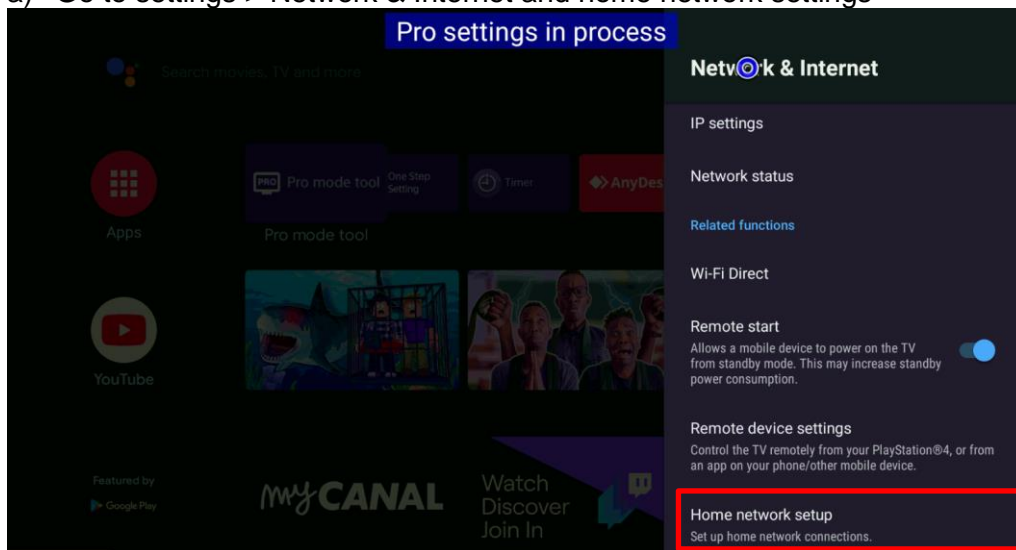 a) Go to settings > Network & Internet and home network settings
Pro settings in process
Search movies, TV and more
Network & Internet
IP settings
Network status
Related functions
Wi-Fi Direct
Remote start
Allows a mobile device to power on the TV
from standby mode. This may increase standby
power consumption.
Remote device settings
Control the TV remotely from your PlayStation®4, or from
an app on your phone/other mobile device.
Home network setup
Set up home network connections.
Apps
PRO Pro mode tool
One Step
Setting
Timer
AnyDes
Pro mode tool
YouTube
Featured by
Google Play
myCANAL
Watch
Discover
Join In